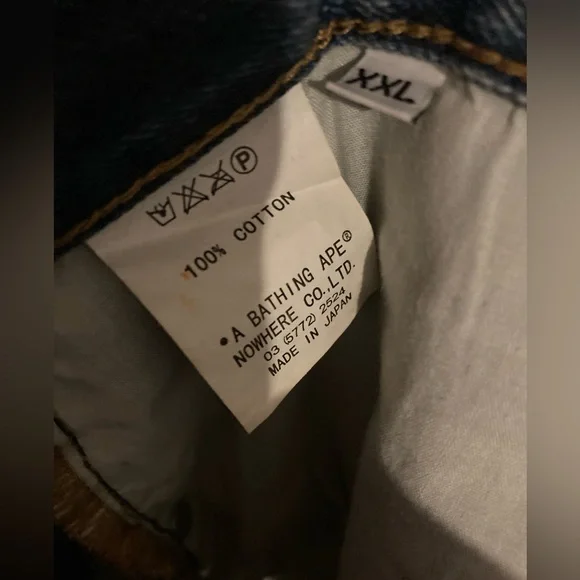 XXL
P
100% COTTON
•A BATHING APE®
NOWHERE CO.,LTD.
03 (5772) 2524
MADE IN JAPAN